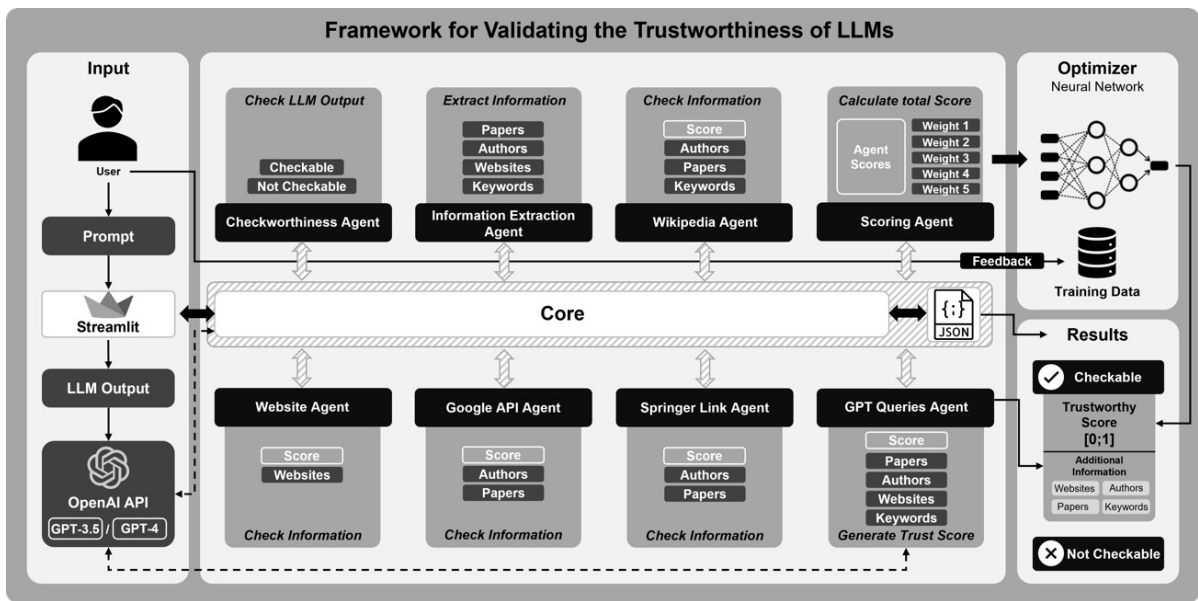 Framework for Validating the Trustworthiness of LLMs
Input
User
Prompt
Streamlit
LLM Output
OpenAI API
GPT-3.5 / GPT-4
Check LLM Output
Checkable
Not Checkable
Checkworthiness Agent
Extract Information
Papers
Authors
Websites
Keywords
Information Extraction
Agent
Check Information
Score
Authors
Papers
Keywords
Wikipedia Agent
Calculate total Score
Agent
Scores
Weight 1
Weight 2
Weight 3
Weight 4
Weight 5
Scoring Agent
Core
{;}
JSON
Website Agent
Score
Websites
Check Information
Google API Agent
Score
Authors
Papers
Check Information
Springer Link Agent
Score
Authors
Papers
Check Information
GPT Queries Agent
Score
Papers
Authors
Websites
Keywords
Generate Trust Score
Optimizer
Neural Network
Feedback
Training Data
Results
Checkable
Trustworthy
Score
[0;1]
Additional
Information
Websites Authors
Papers Keywords
Not Checkable